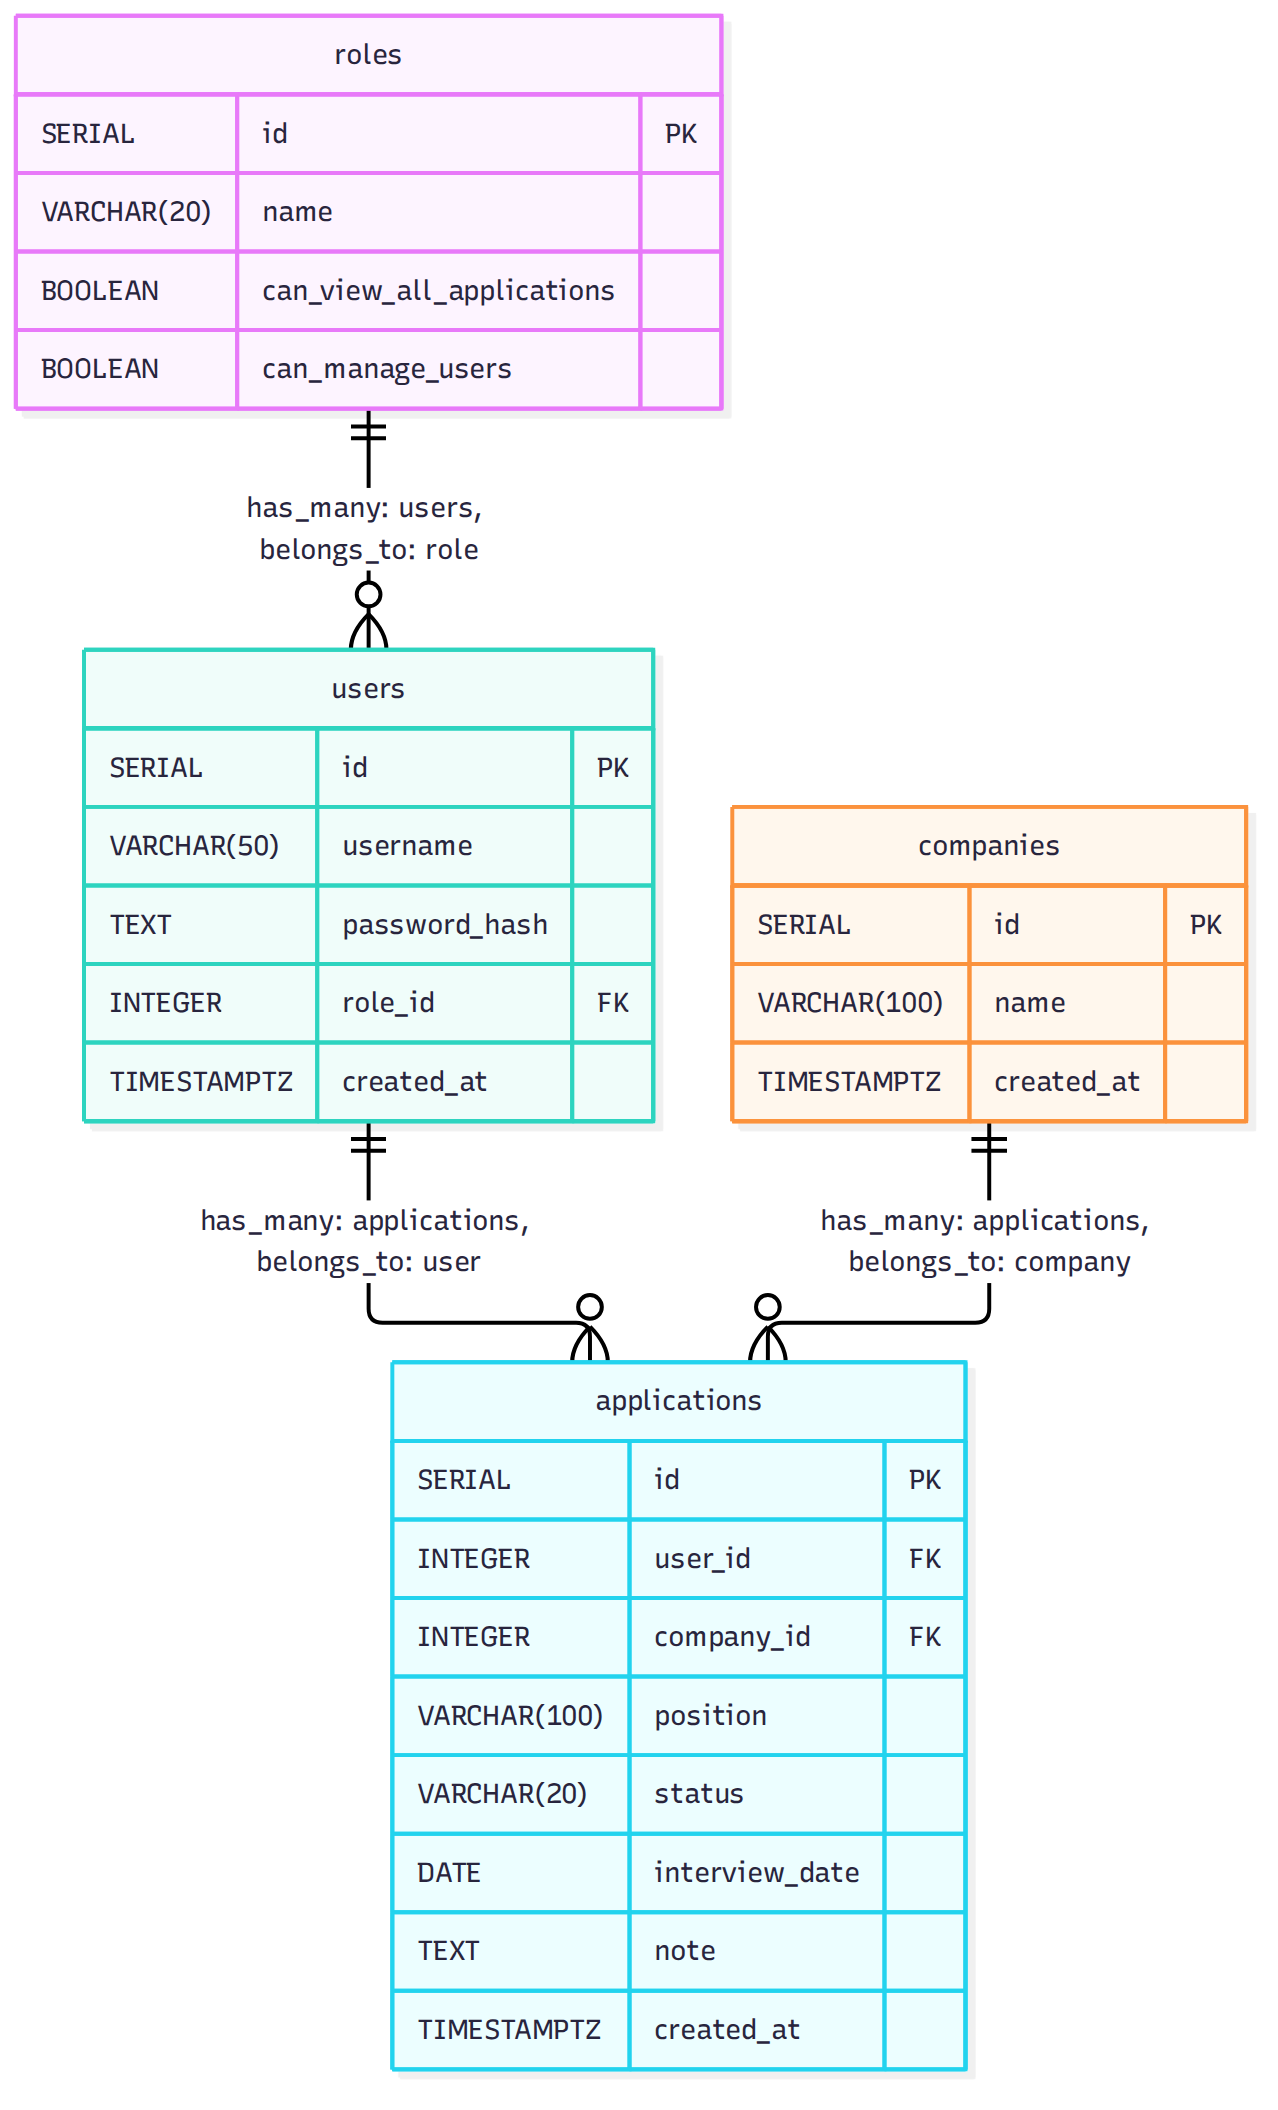 roles
SERIAL id PK
VARCHAR(20) name
BOOLEAN can_view_all_applications
BOOLEAN can_manage_users
has_many: users,
belongs_to: role
users
SERIAL id PK
VARCHAR(50) username
TEXT password_hash
INTEGER role_id FK
TIMESTAMPTZ created_at
companies
SERIAL id PK
VARCHAR(100) name
TIMESTAMPTZ created_at
has_many: applications,
belongs_to: user
has_many: applications,
belongs_to: company
applications
SERIAL id PK
INTEGER user_id FK
INTEGER company_id FK
VARCHAR(100) position
VARCHAR(20) status
DATE interview_date
TEXT note
TIMESTAMPTZ created_at